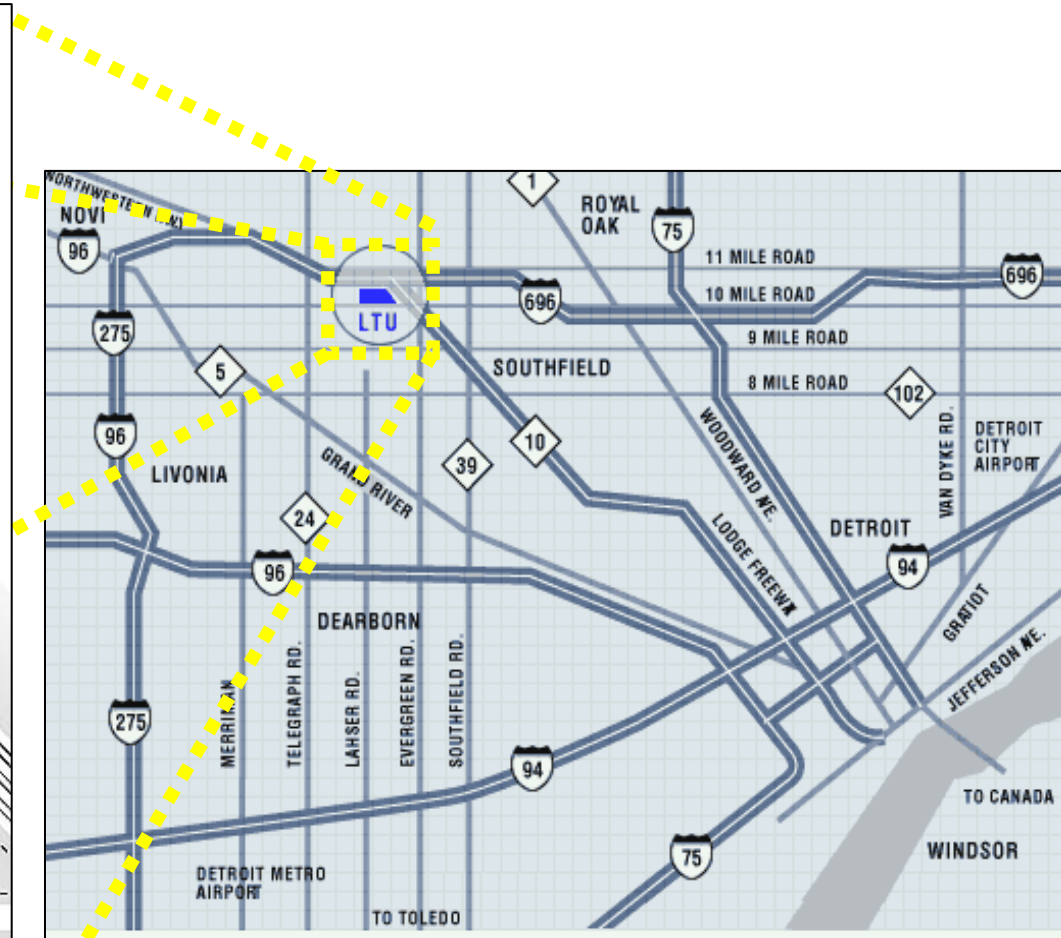 NORTHWESTERN HWY
NOVI
96
1
ROYAL
OAK
75
11 MILE ROAD
696
10 MILE ROAD
696
LTU
275
9 MILE ROAD
SOUTHFIELD
5
8 MILE ROAD
102
96
10
39
WOODWARD AVE.
VAN DYKE RD.
DETROIT
CITY
AIRPORT
LIVONIA
GRAND RIVER
24
LODGE FREEWAY
DETROIT
94
96
DEARBORN
GRATIOT
JEFFERSON AVE.
275
MERRIMAN
TELEGRAPH RD.
LAHSER RD.
EVERGREEN RD.
SOUTHFIELD RD.
94
TO CANADA
75
WINDSOR
DETROIT METRO
AIRPORT
TO TOLEDO